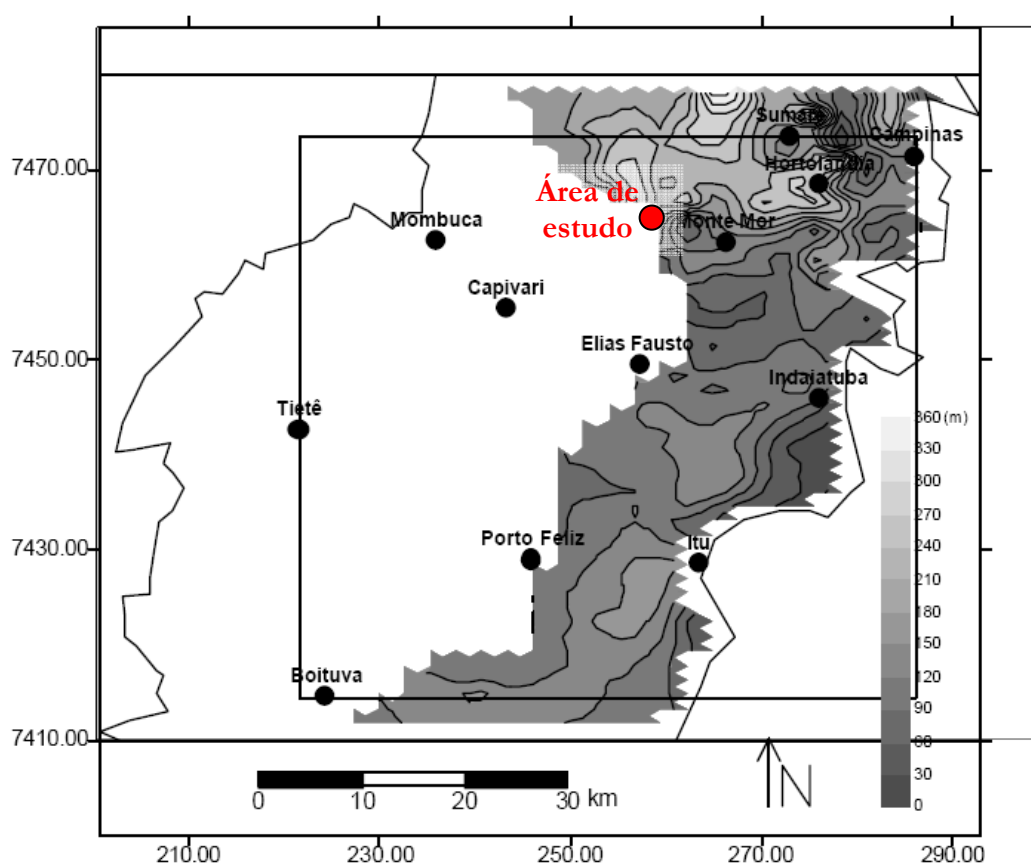 Sumaré
Campinas
7470.00
Hortolandia
Área de
estudo
Monte Mor
Mombuca
Capivari
7450.00
Elias Fausto
Indaiatuba
Tietê
360 (m)
330
300
270
240
210
180
150
120
90
60
30
0
7430.00
Porto Feliz
Itu
Boituva
7410.00
N
0 10 20 30 km
210.00 230.00 250.00 270.00 290.00